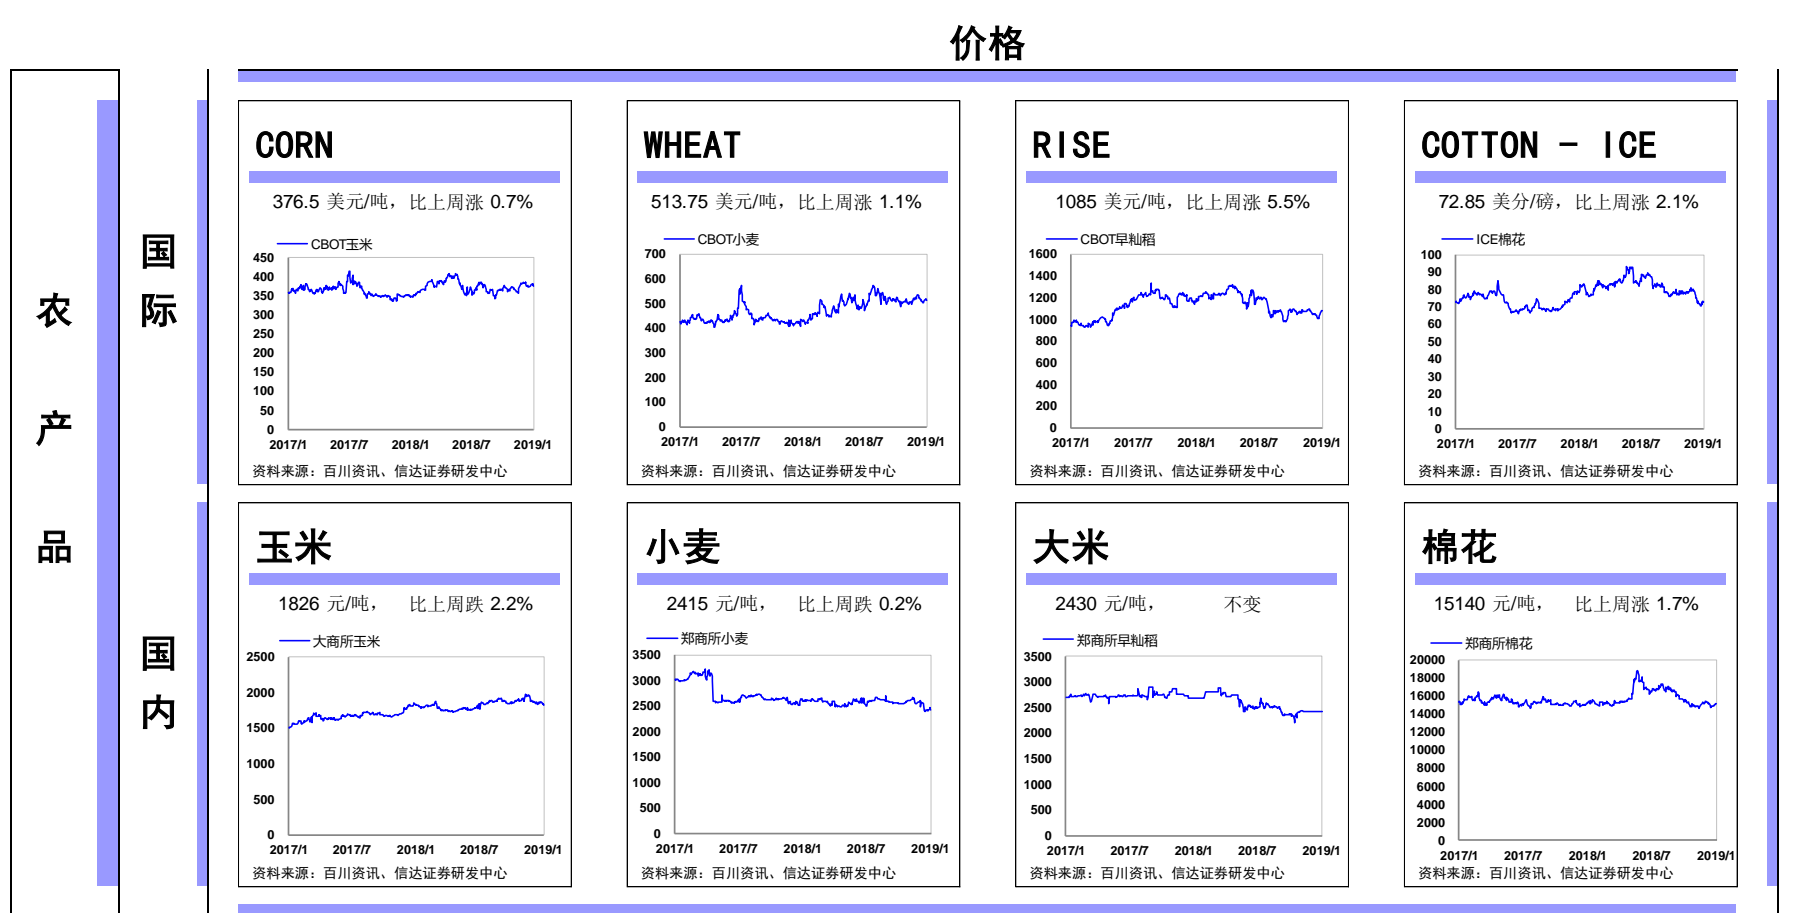 价格
农
产
品
国
际
CORN
376.5 美元/吨，比上周涨 0.7%
CBOT玉米
450
400
350
300
250
200
150
100
50
0
2017/1 2017/7 2018/1 2018/7 2019/1
资料来源：百川资讯、信达证券研发中心
WHEAT
513.75 美元/吨，比上周涨 1.1%
CBOT小麦
700
600
500
400
300
200
100
0
2017/1 2017/7 2018/1 2018/7 2019/1
资料来源：百川资讯、信达证券研发中心
RISE
1085 美元/吨，比上周涨 5.5%
CBOT早籼稻
1600
1400
1200
1000
800
600
400
200
0
2017/1 2017/7 2018/1 2018/7 2019/1
资料来源：百川资讯、信达证券研发中心
COTTON － ICE
72.85 美分/磅，比上周涨 2.1%
ICE棉花
100
90
80
70
60
50
40
30
20
10
0
2017/1 2017/7 2018/1 2018/7 2019/1
资料来源：百川资讯、信达证券研发中心
国
内
玉米
1826 元/吨， 比上周跌 2.2%
大商所玉米
2500
2000
1500
1000
500
0
2017/1 2017/7 2018/1 2018/7 2019/1
资料来源：百川资讯、信达证券研发中心
小麦
2415 元/吨， 比上周跌 0.2%
郑商所小麦
3500
3000
2500
2000
1500
1000
500
0
2017/1 2017/7 2018/1 2018/7 2019/1
资料来源：百川资讯、信达证券研发中心
大米
2430 元/吨， 不变
郑商所早籼稻
3500
3000
2500
2000
1500
1000
500
0
2017/1 2017/7 2018/1 2018/7 2019/1
资料来源：百川资讯、信达证券研发中心
棉花
15140 元/吨， 比上周涨 1.7%
郑商所棉花
20000
18000
16000
14000
12000
10000
8000
6000
4000
2000
0
2017/1 2017/7 2018/1 2018/7 2019/1
资料来源：百川资讯、信达证券研发中心